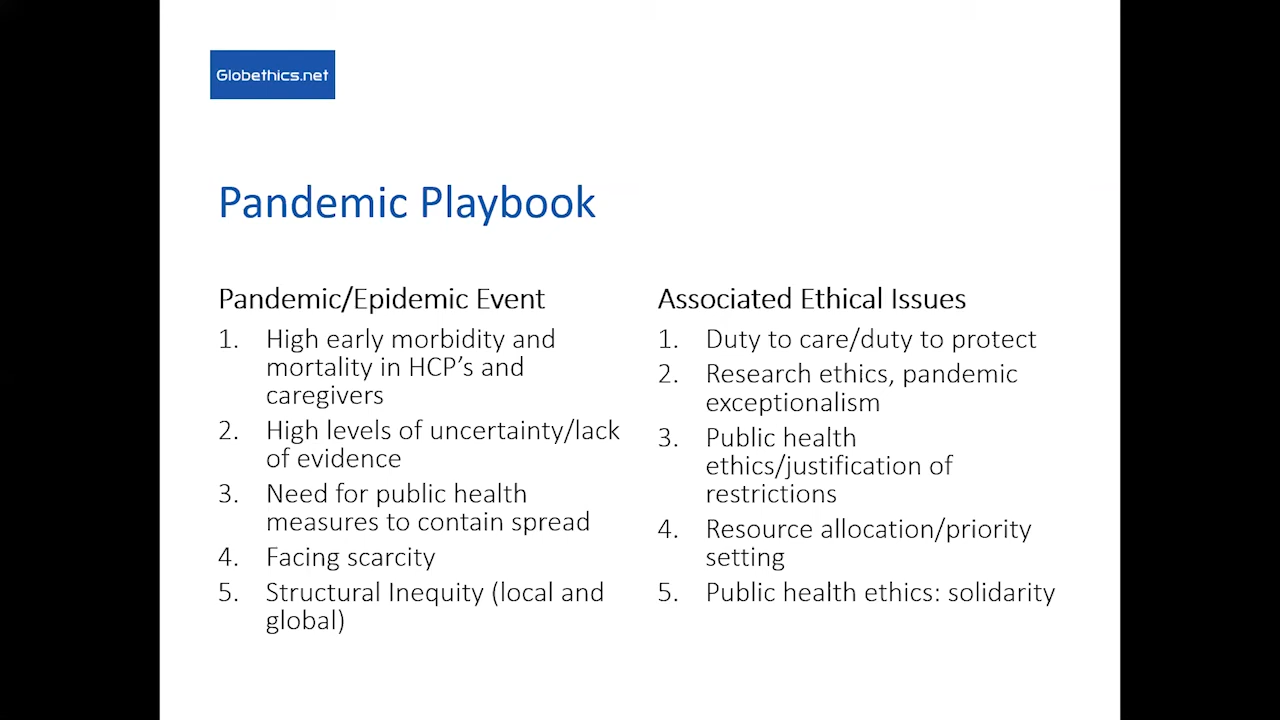 Globethics.net
Pandemic Playbook
Pandemic/Epidemic Event
1. High early morbidity and
mortality in HCP's and
caregivers
2. High levels of uncertainty/lack
of evidence
3. Need for public health
measures to contain spread
4. Facing scarcity
5. Structural Inequity (local and
global)
Associated Ethical Issues
1. Duty to care/duty to protect
2. Research ethics, pandemic
exceptionalism
3. Public health
ethics/justification of
restrictions
4. Resource allocation/priority
setting
5. Public health ethics: solidarity